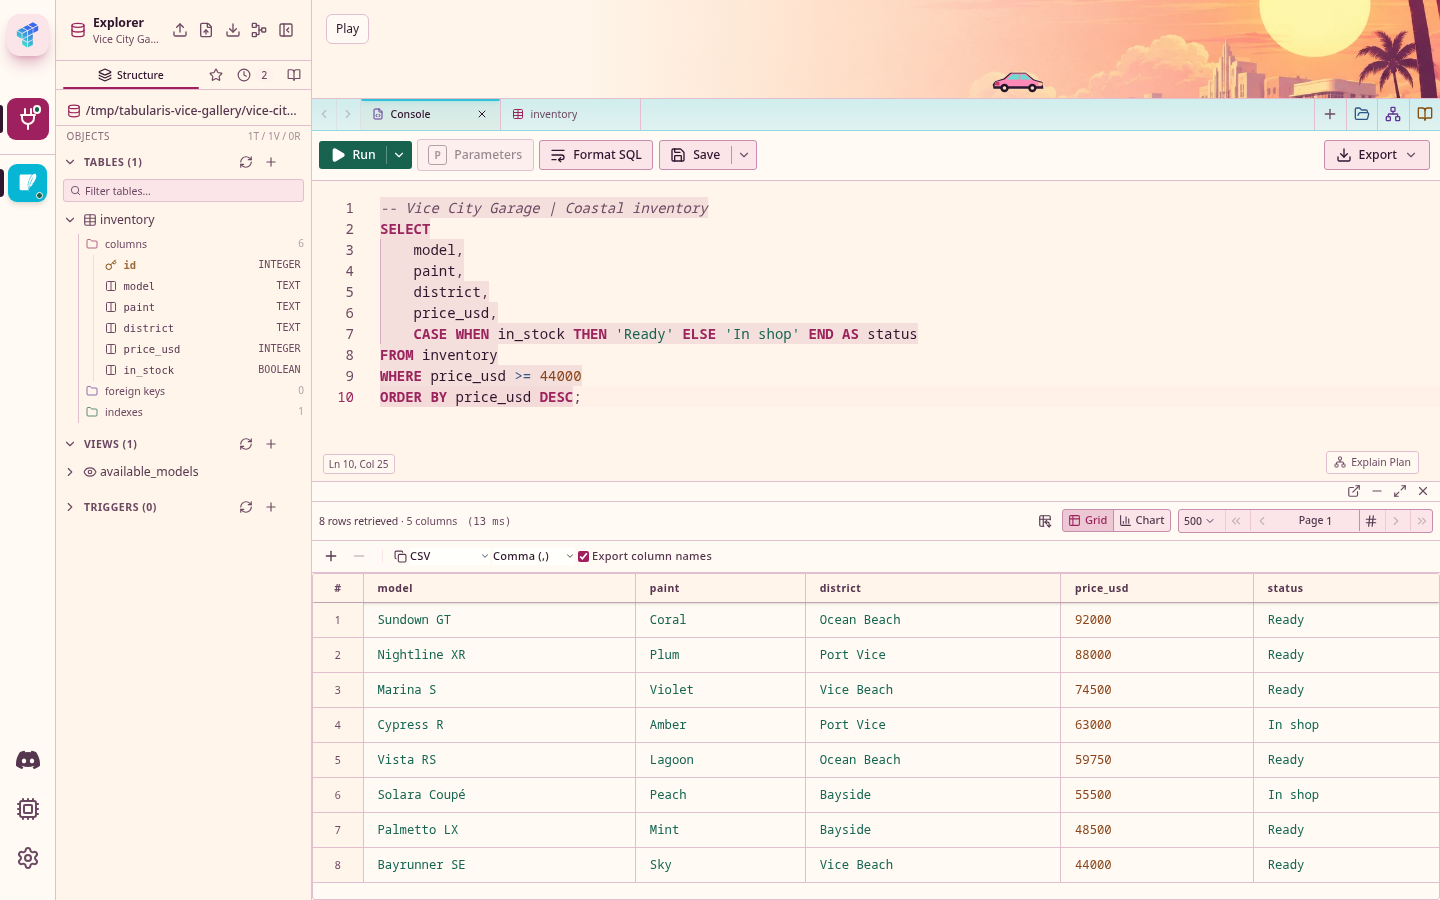 Explorer
Vice City Ga...
Play
Structure
2
/tmp/tabularis-vice-gallery/vice-cit...
OBJECTS
1T / 1V / 0R
TABLES (1)
Filter tables...
inventory
columns
6
id
INTEGER
model
TEXT
paint
TEXT
district
TEXT
price_usd
INTEGER
in_stock
BOOLEAN
foreign keys
0
indexes
1
VIEWS (1)
available_models
TRIGGERS (0)
Console
inventory
Run
P Parameters
Format SQL
Save
Export
1 -- Vice City Garage | Coastal inventory
2 SELECT
3 model,
4 paint,
5 district,
6 price_usd,
7 CASE WHEN in_stock THEN 'Ready' ELSE 'In shop' END AS status
8 FROM inventory
9 WHERE price_usd >= 44000
10 ORDER BY price_usd DESC;
Ln 10, Col 25
Explain Plan
8 rows retrieved · 5 columns (13 ms)
Grid
Chart
500
Page 1
#
CSV
Comma (,)
Export column names
# model paint district price_usd status
1 Sundown GT Coral Ocean Beach 92000 Ready
2 Nightline XR Plum Port Vice 88000 Ready
3 Marina S Violet Vice Beach 74500 Ready
4 Cypress R Amber Port Vice 63000 In shop
5 Vista RS Lagoon Ocean Beach 59750 Ready
6 Solara Coupé Peach Bayside 55500 In shop
7 Palmetto LX Mint Bayside 48500 Ready
8 Bayrunner SE Sky Vice Beach 44000 Ready